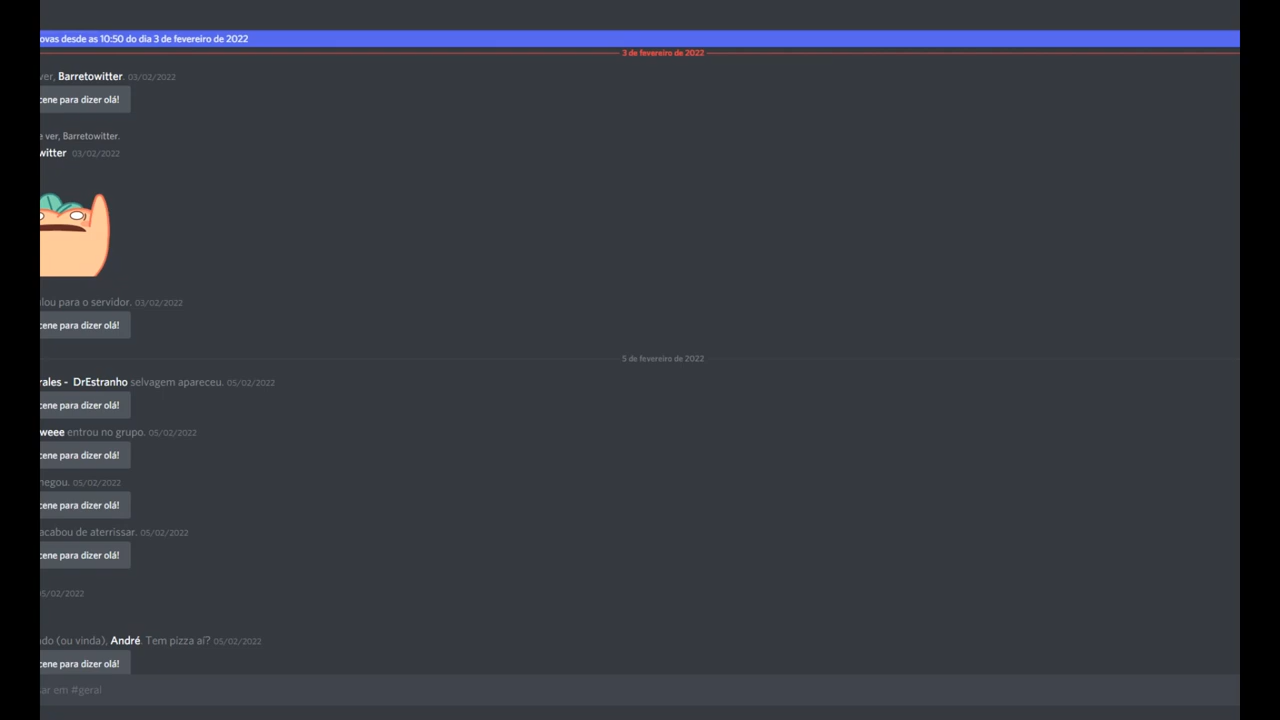 ovas desde as 10:50 do dia 3 de fevereiro de 2022
3 de fevereiro de 2022
ver, Barretowitter. 03/02/2022
cene para dizer olá!
e ver, Barretowitter.
witter 03/02/2022
lou para o servidor. 03/02/2022
cene para dizer olá!
5 de fevereiro de 2022
rales - DrEstranho selvagem apareceu. 05/02/2022
cene para dizer olá!
weee entrou no grupo. 05/02/2022
cene para dizer olá!
hegou. 05/02/2022
cene para dizer olá!
acabou de aterrissar. 05/02/2022
cene para dizer olá!
05/02/2022
do (ou vinda), André. Tem pizza aí? 05/02/2022
cene para dizer olá!
ar em #geral